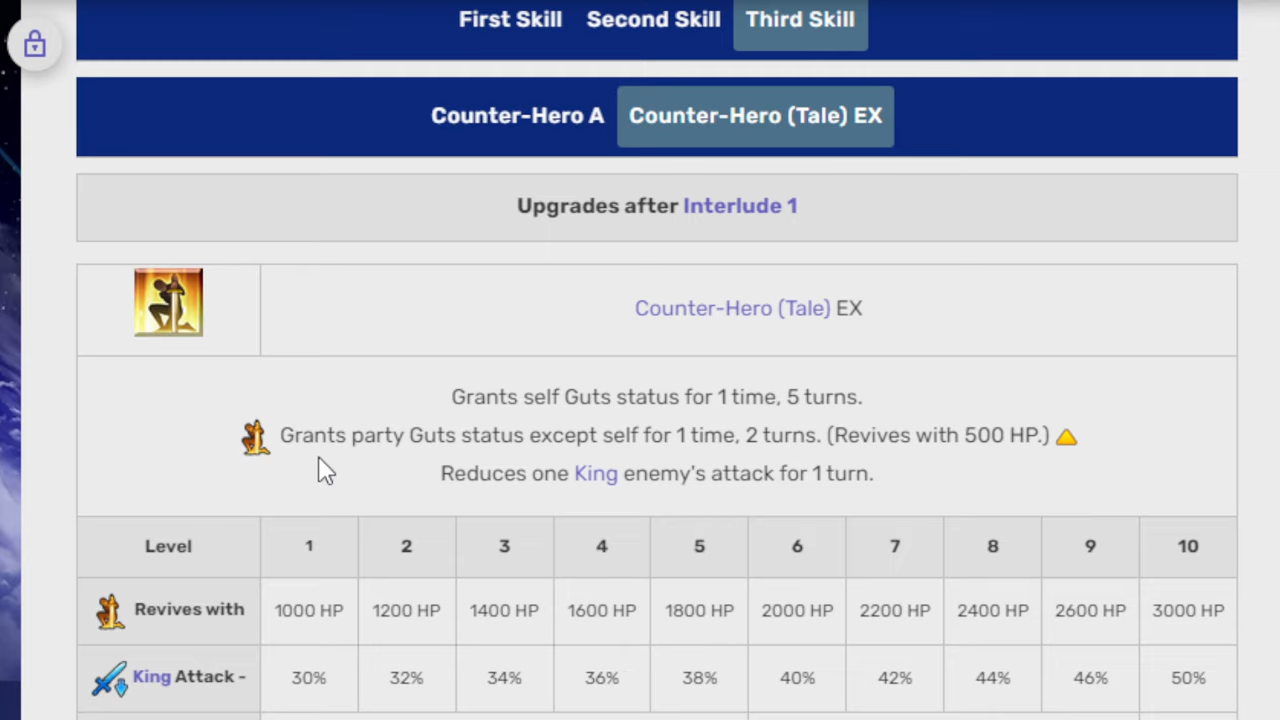 First Skill Second Skill Third Skill
Counter-Hero A Counter-Hero (Tale) EX
Upgrades after Interlude 1
Counter-Hero (Tale) EX
Grants self Guts status for 1 time, 5 turns.
Grants party Guts status except self for 1 time, 2 turns. (Revives with 500 HP.)
Reduces one King enemy's attack for 1 turn.
Level 1 2 3 4 5 6 7 8 9 10
Revives with 1000 HP 1200 HP 1400 HP 1600 HP 1800 HP 2000 HP 2200 HP 2400 HP 2600 HP 3000 HP
King Attack - 30% 32% 34% 36% 38% 40% 42% 44% 46% 50%